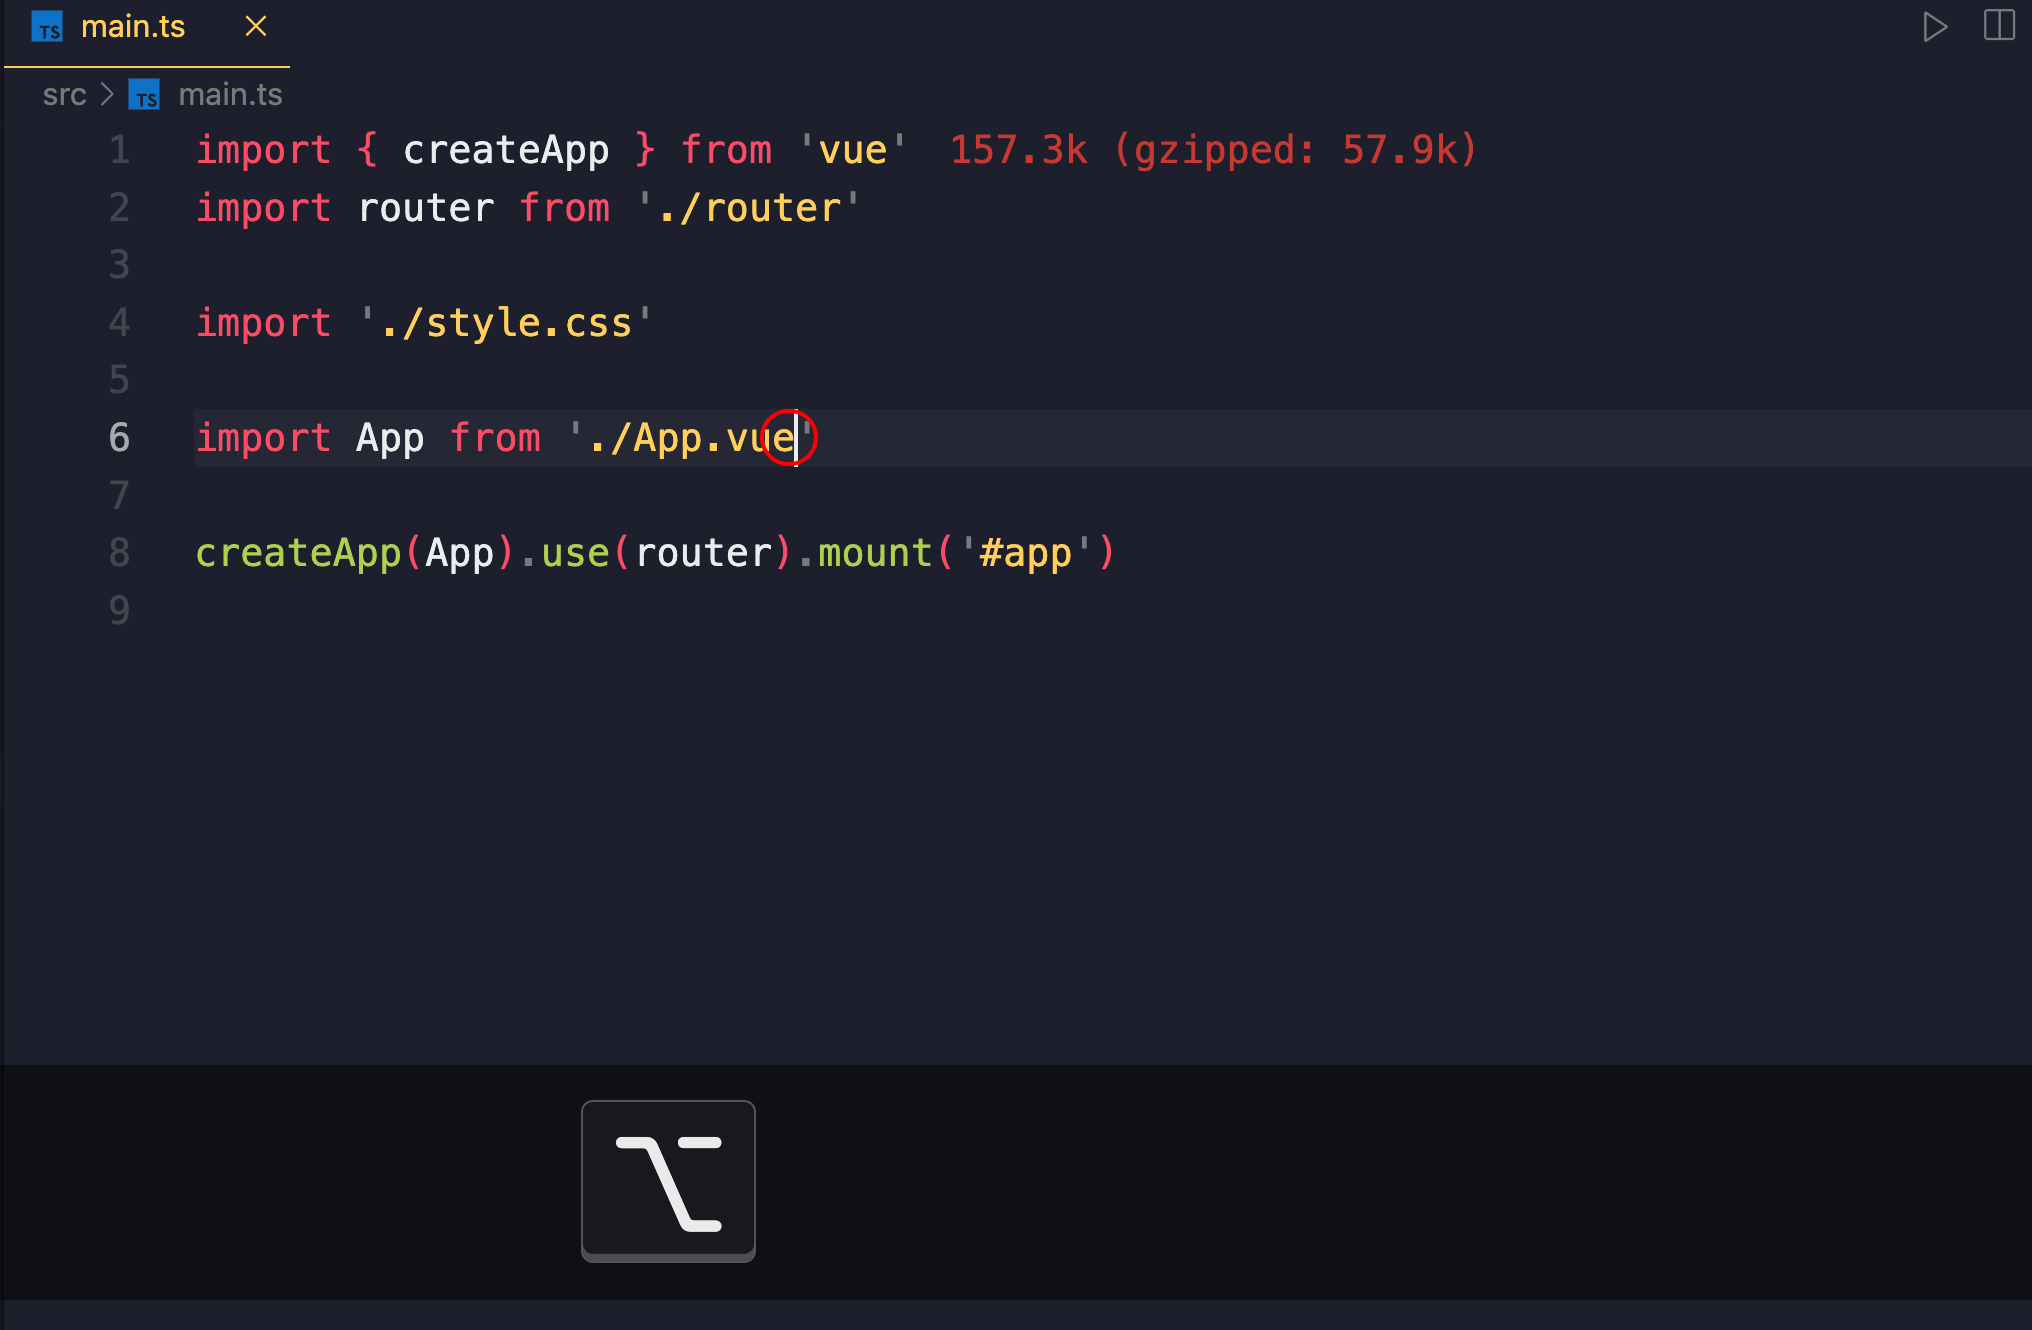 TS main.ts
src > TS main.ts
1 import { createApp } from 'vue' 157.3k (gzipped: 57.9k)
2 import router from './router'
3
4 import './style.css'
5
6 import App from './App.vue'
7
8 createApp(App).use(router).mount('#app')
9
⌥